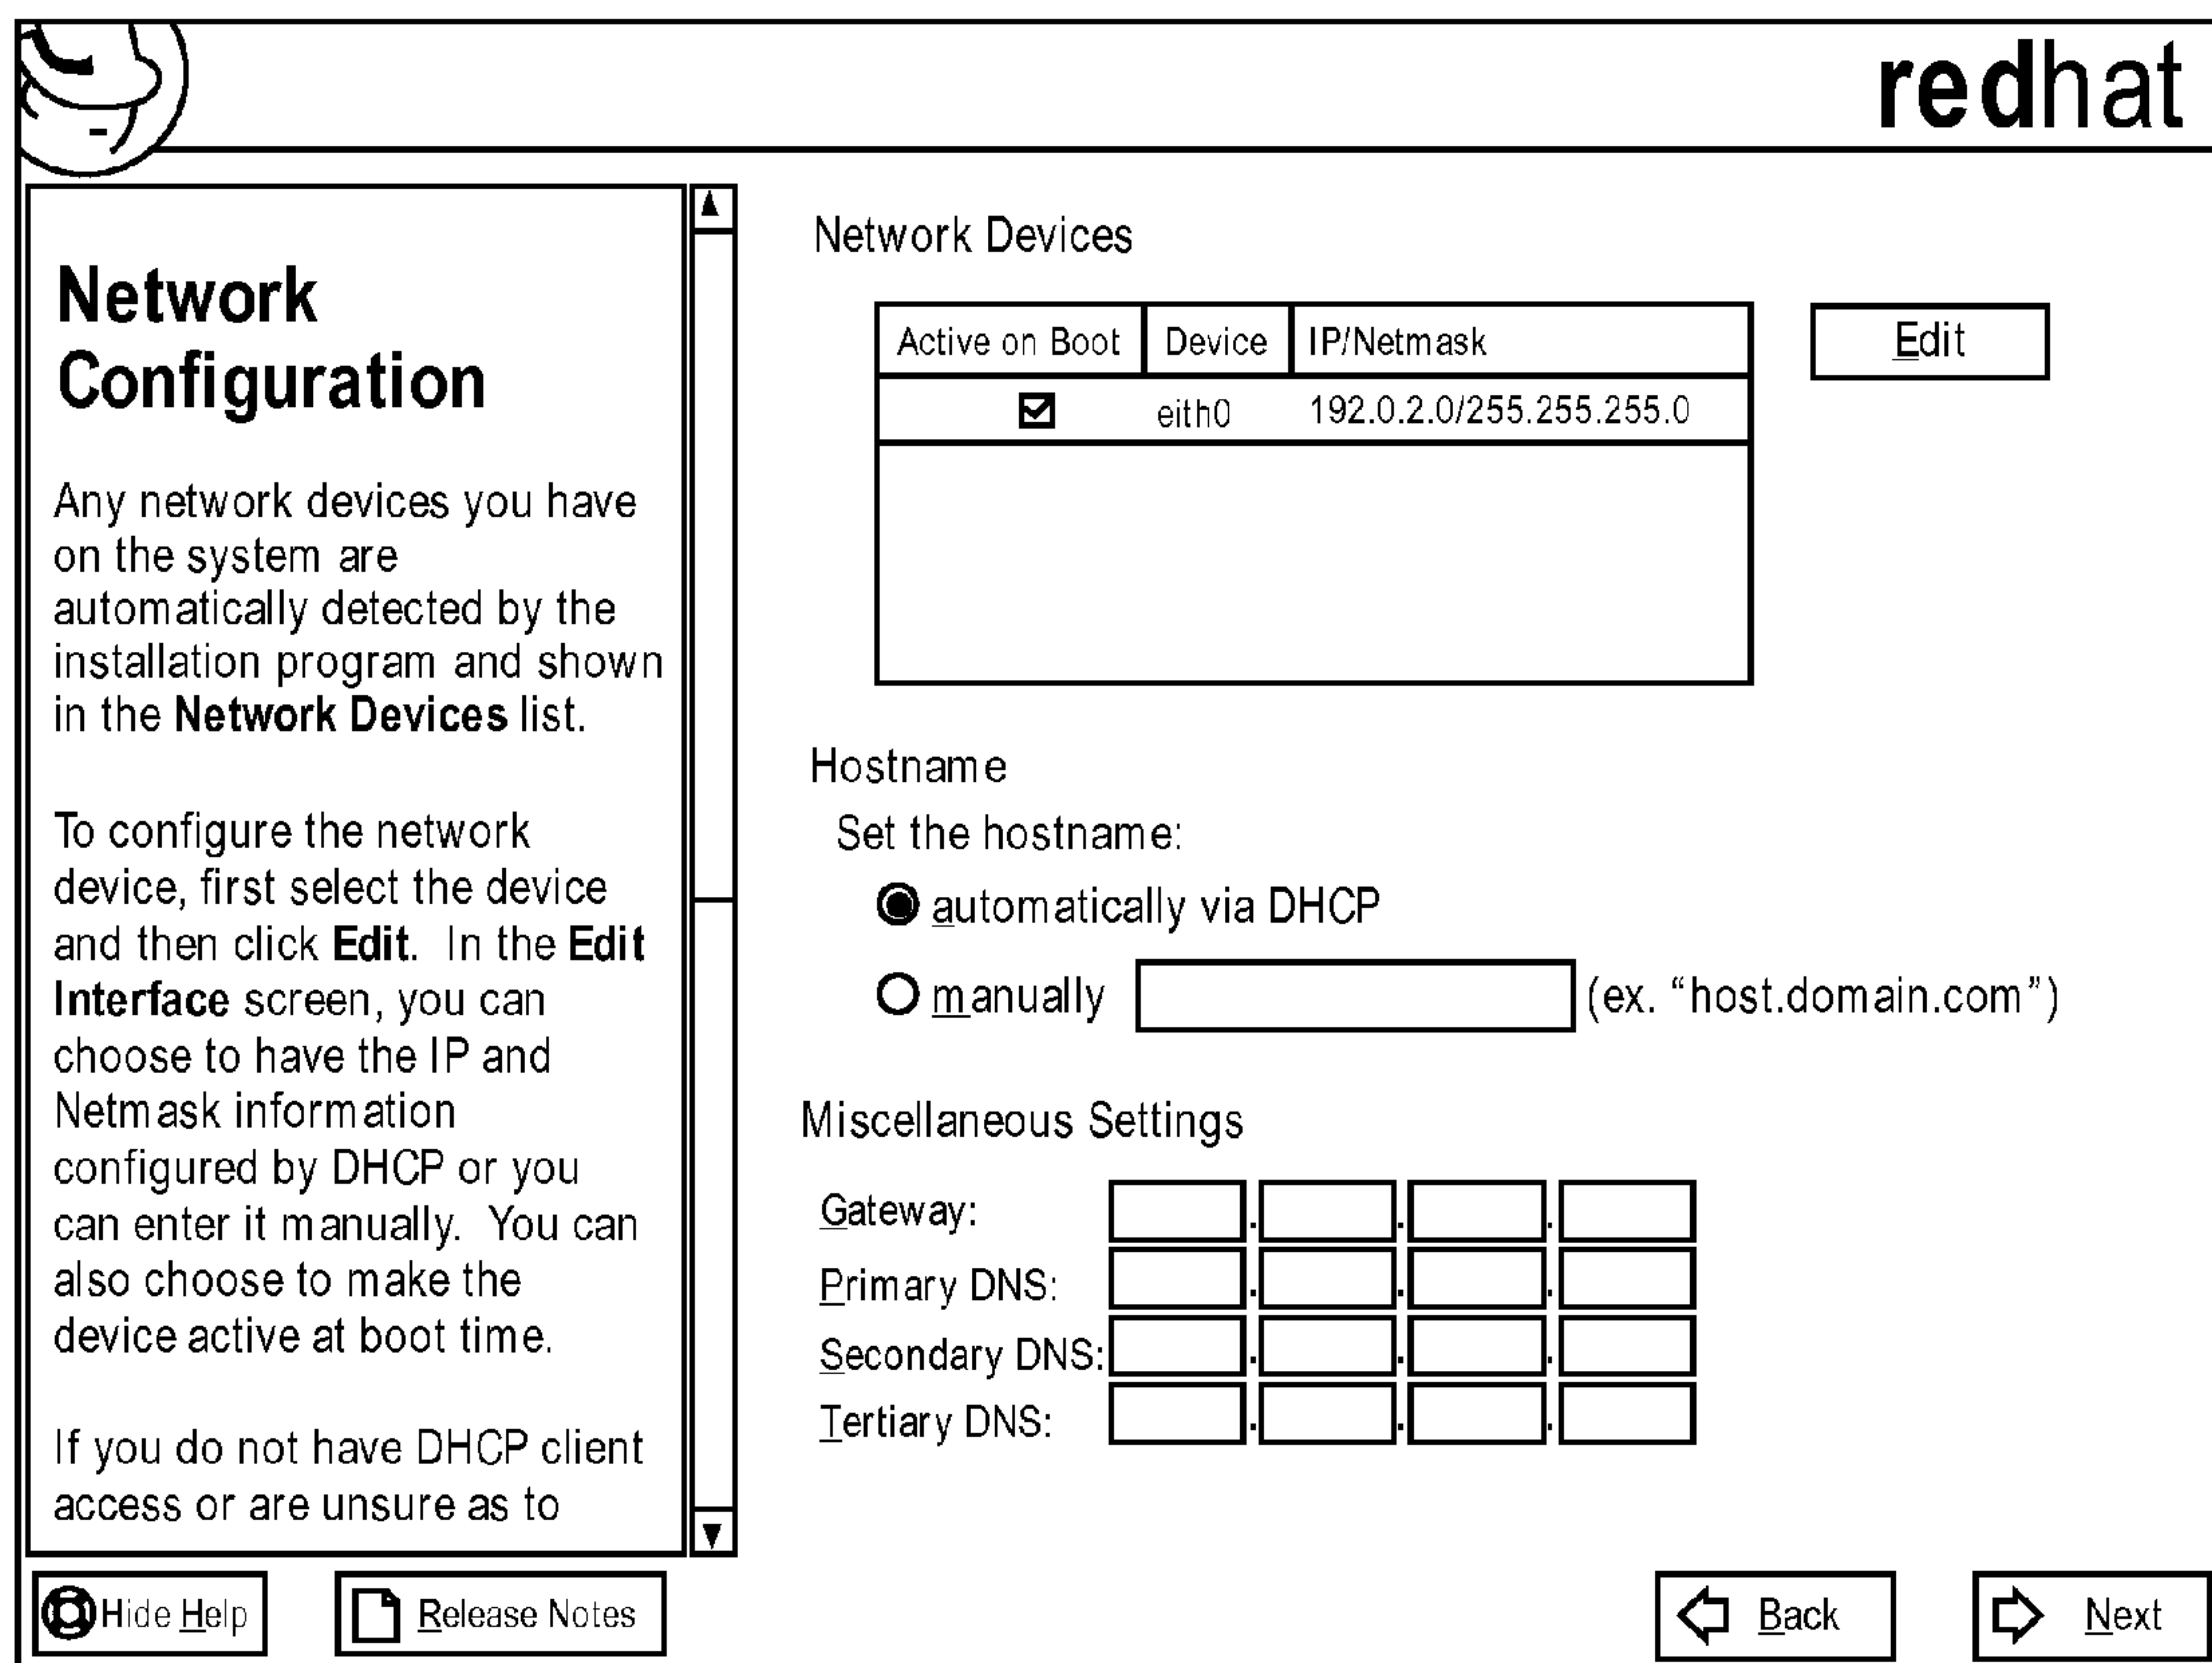 redhat
Network
Configuration
Any network devices you have
on the system are
automatically detected by the
installation program and shown
in the Network Devices list.
To configure the network
device, first select the device
and then click Edit. In the Edit
Interface screen, you can
choose to have the IP and
Netmask information
configured by DHCP or you
can enter it manually. You can
also choose to make the
device active at boot time.
If you do not have DHCP client
access or are unsure as to
Hide Help
Release Notes
Network Devices
Active on Boot Device IP/Netmask
eith0 192.0.2.0/255.255.255.0
Edit
Hostname
Set the hostname:
automatically via DHCP
manually (ex. “host.domain.com”)
Miscellaneous Settings
Gateway: . . .
Primary DNS: . . .
Secondary DNS: . . .
Tertiary DNS: . . .
Back
Next